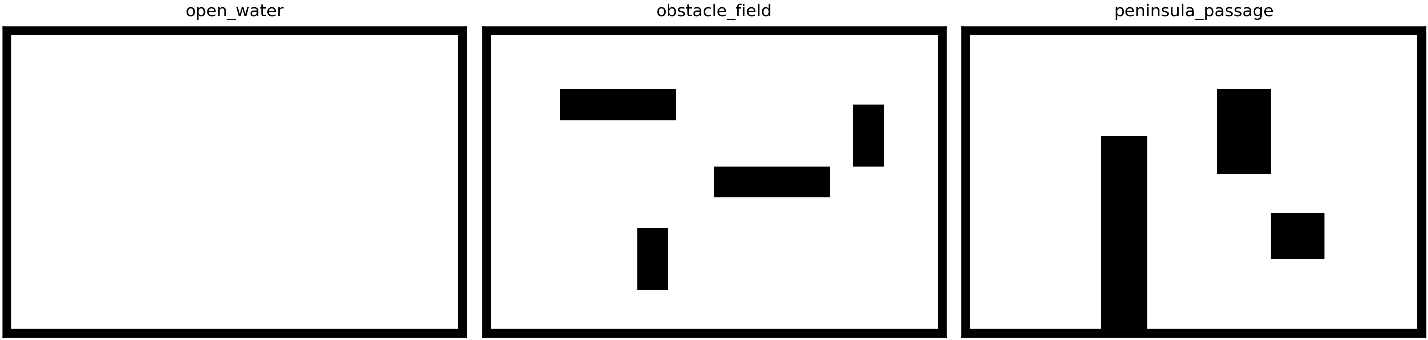 open_water
obstacle_field
peninsula_passage